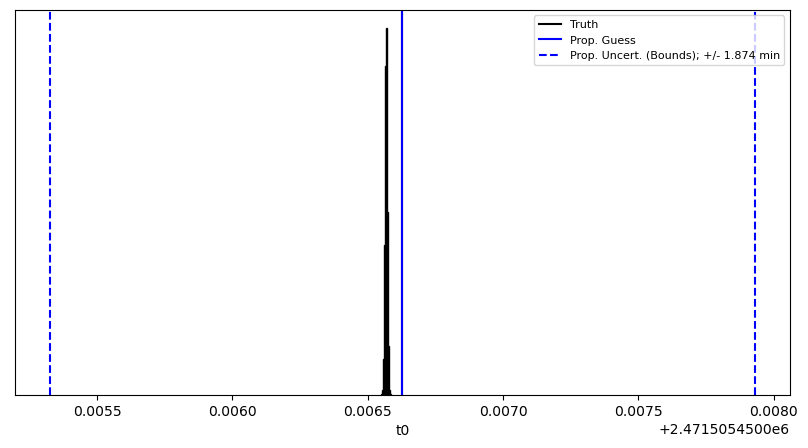 Truth
Prop. Guess
Prop. Uncert. (Bounds); +/- 1.874 min
0.0055 0.0060 0.0065 0.0070 0.0075 0.0080
t0
+2.4715054500e6